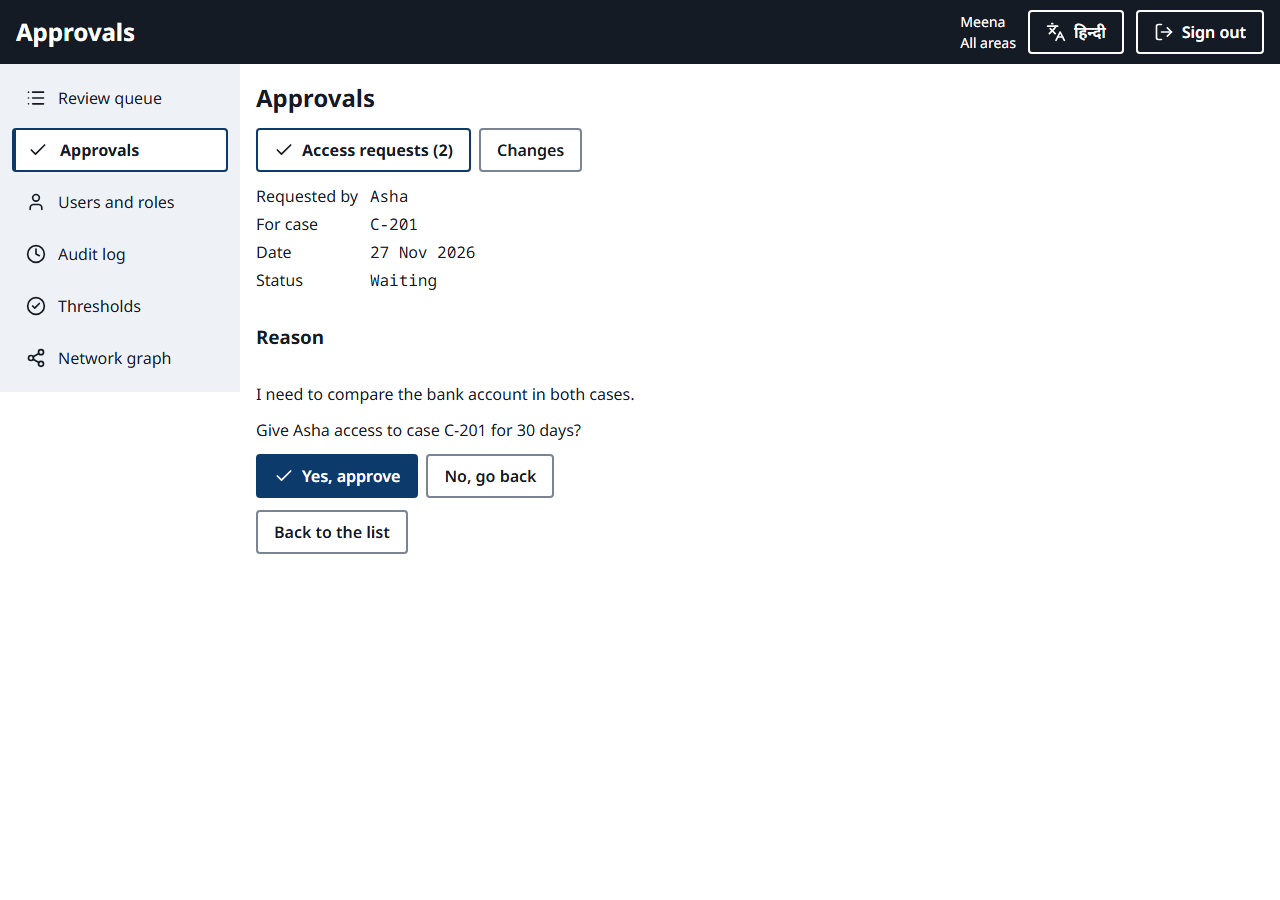 Approvals
Meena
All areas
हिन्दी
Sign out
Review queue
Approvals
Users and roles
Audit log
Thresholds
Network graph
Approvals
Access requests (2)
Changes
Requested by Asha
For case C-201
Date 27 Nov 2026
Status Waiting
Reason
I need to compare the bank account in both cases.
Give Asha access to case C-201 for 30 days?
Yes, approve
No, go back
Back to the list